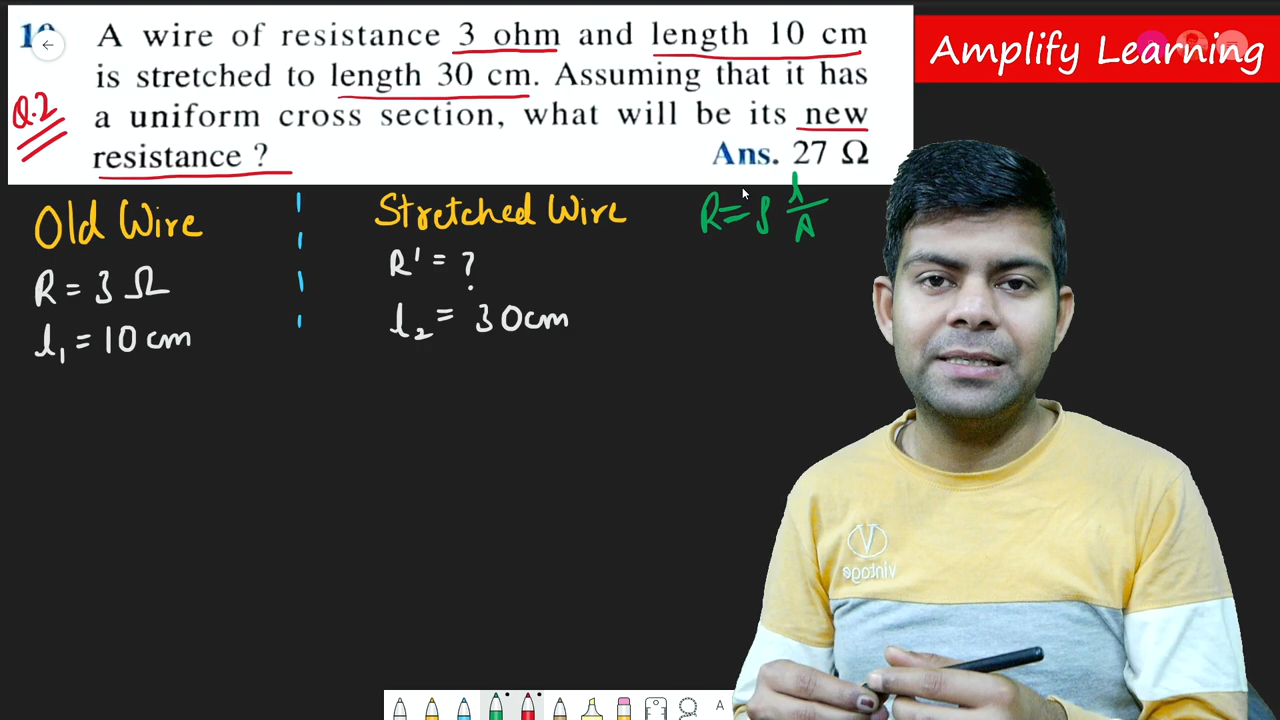 A wire of resistance 3 ohm and length 10 cm
is stretched to length 30 cm. Assuming that it has
a uniform cross section, what will be its new
resistance ?
Ans. 27 Ω
Amplify Learning
Q.2
Old Wire
R = 3 Ω
l₁ = 10 cm
Stretched Wire
R' = ?
l₂ = 30cm
R = ρ l/A
vintage
A